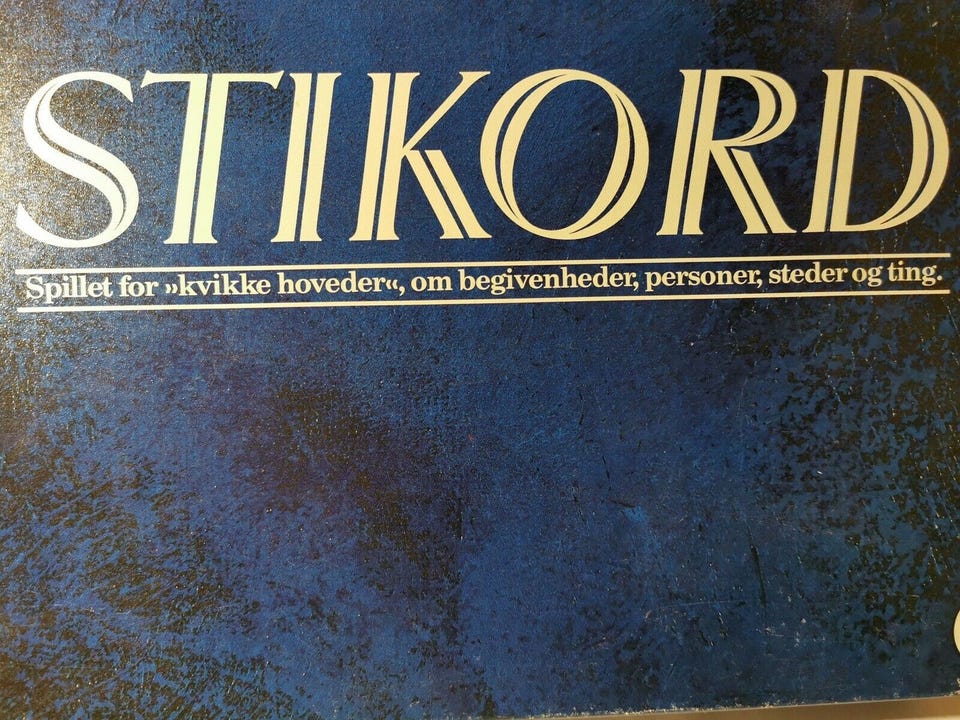 STIKORD
Spillet for »kvikke hoveder«, om begivenheder, personer, steder og ting.